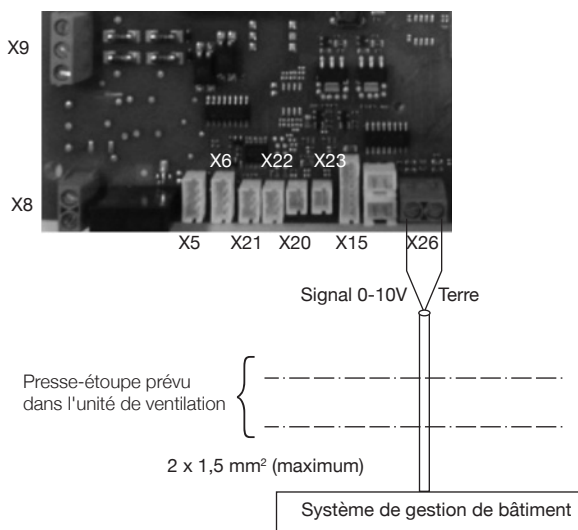 X9
X6
X22
X23
X8
X5
X21
X20
X15
X26
Signal 0-10V
Terre
Presse-étoupe prévu
dans l'unité de ventilation
2 x 1,5 mm² (maximum)
Système de gestion de bâtiment